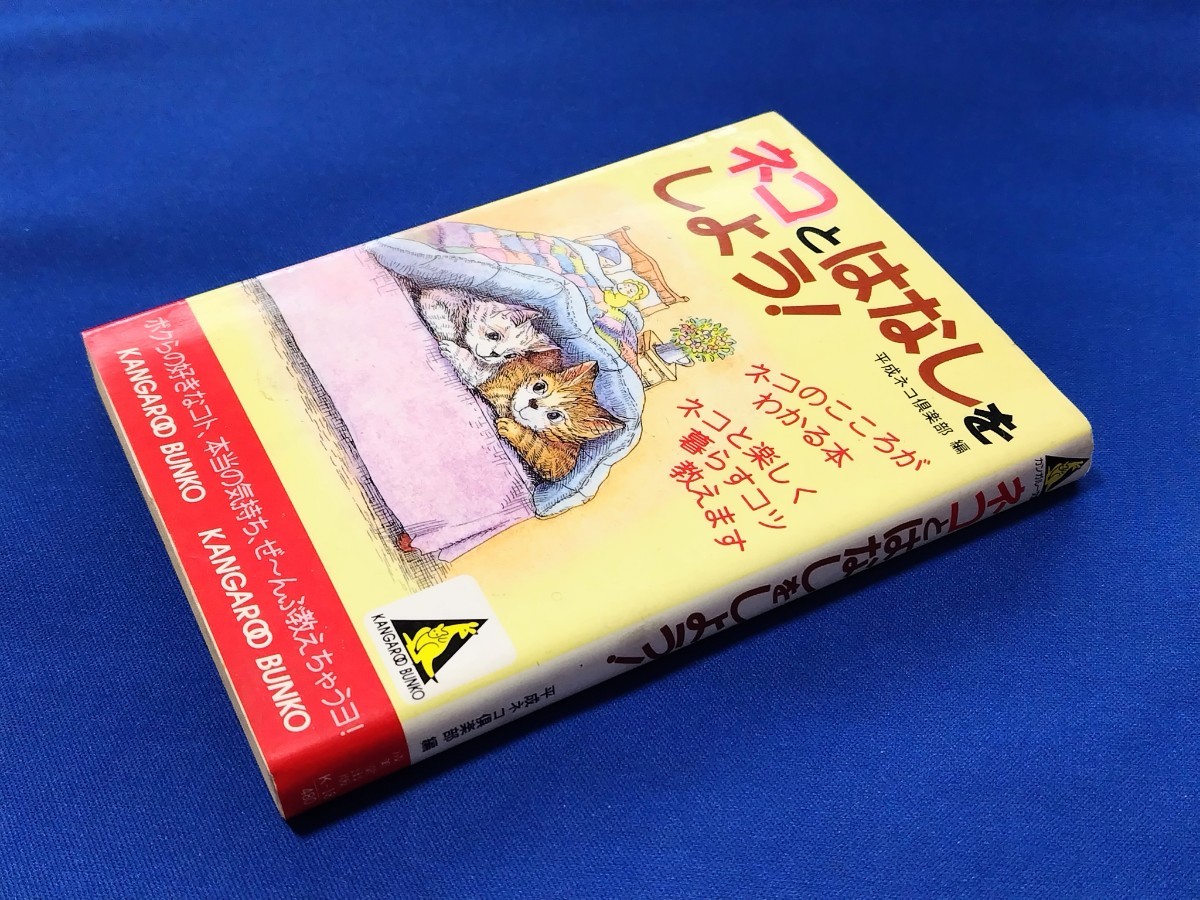 ネコとはなしを
しよう!
平成ネコ倶楽部 編
ネコのこころが
わかる本
ネコと楽しく
暮らすコツ
教えます
KANGAROO BUNKO
ボクらの好きなコト、本当の気持ち、ぜ〜んぶ教えちゃうヨ!
KANGAROO BUNKO KANGAROO BUNKO
ネコとはなしをしよう!
平成ネコ倶楽部 編